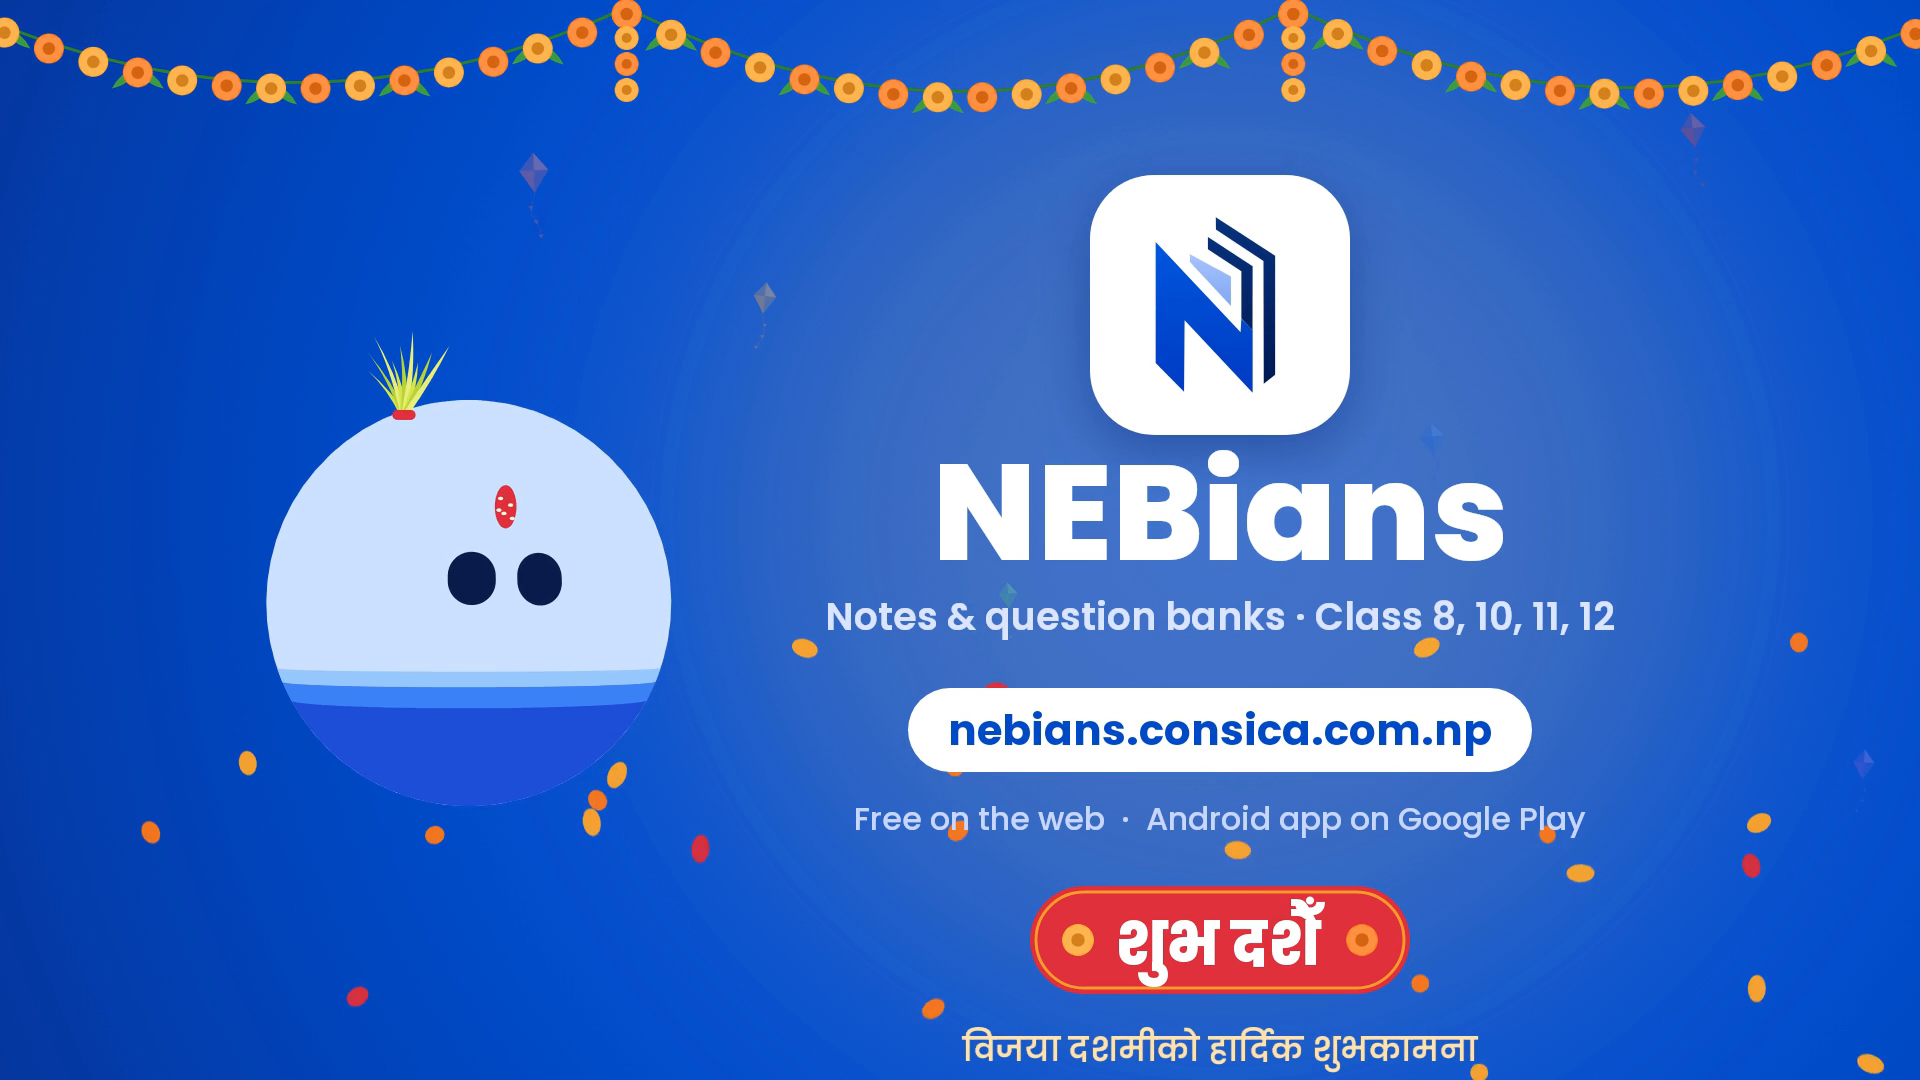 NEBians
Notes & question banks · Class 8, 10, 11, 12
nebians.consica.com.np
Free on the web · Android app on Google Play
शुभ दशैँ
विजया दशमीको हार्दिक शुभकामना